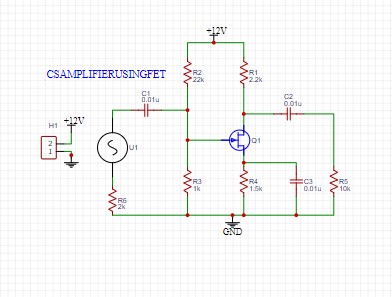 +12V
CSAMPLIFIERUSINGFET
R2
22k
R1
2.2k
C1
0.01u
C2
0.01u
H1
+12V
2
1
U1
Q1
R3
1k
R4
1.5k
C3
0.01u
R5
10k
R6
2k
GND